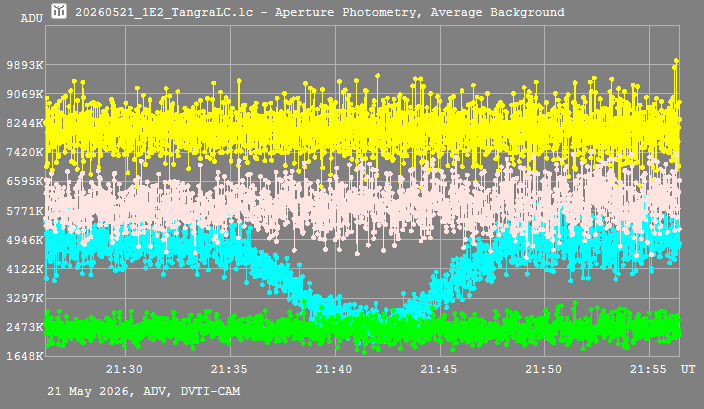 ADU
20260521_1E2_TangraLC.lc - Aperture Photometry, Average Background
9893K
9069K
8244K
7420K
6595K
5771K
4946K
4122K
3297K
2473K
1648K
21:30 21:35 21:40 21:45 21:50 21:55 UT
21 May 2026, ADV, DVTI-CAM